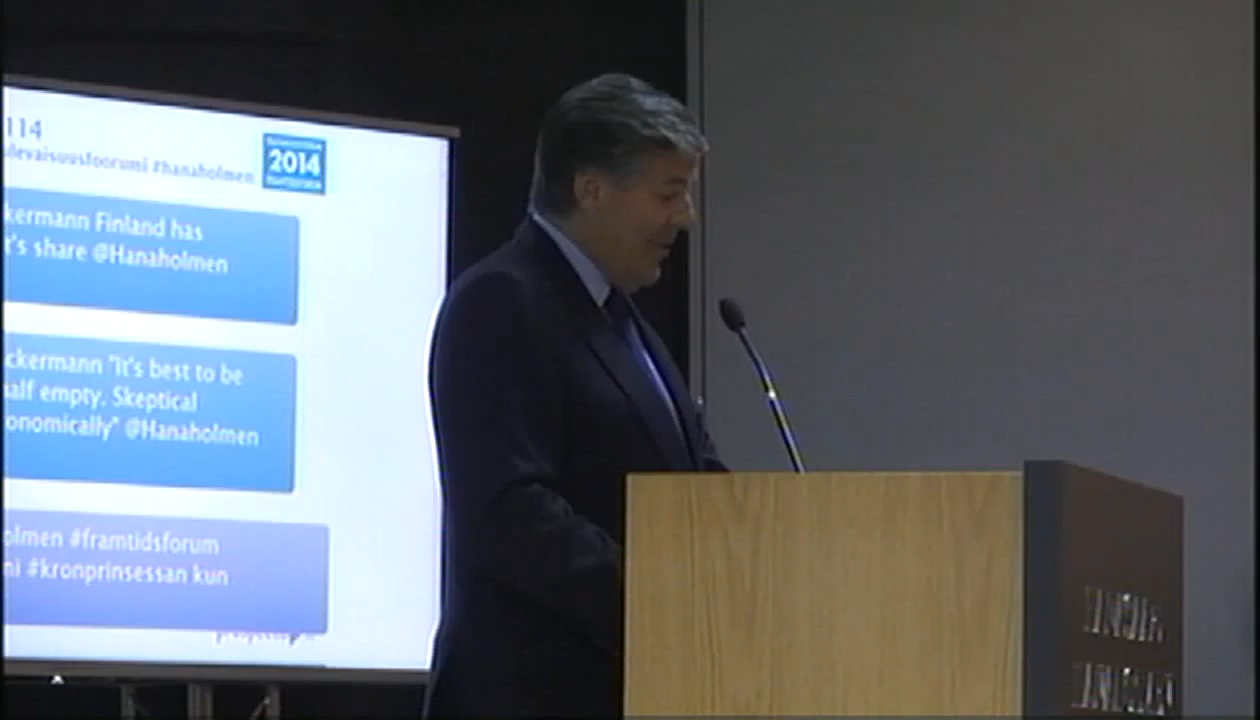 114
#hanaholmen
2014
kermann Finland has
t's share @Hanaholmen
ckermann "It's best to be
alf empty. Skeptical
onomically" @Hanaholmen
olmen #framtidsforum
ni #kronprinsessan kun